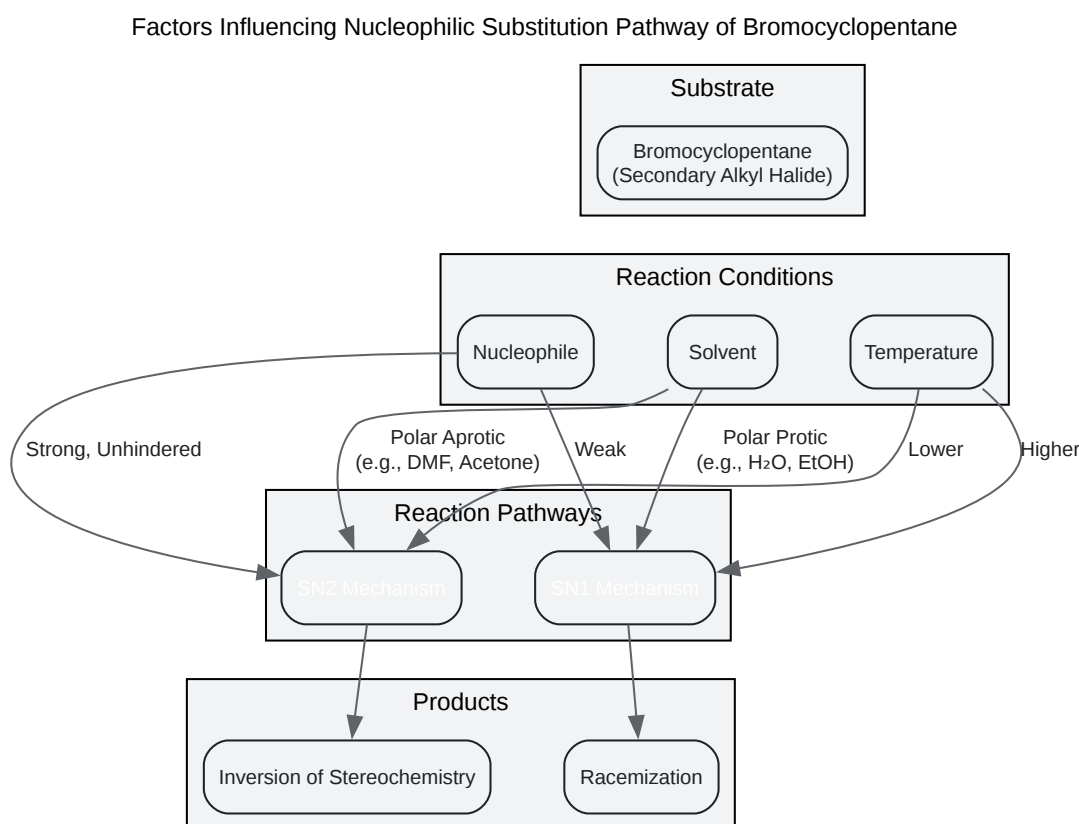 Factors Influencing Nucleophilic Substitution Pathway of Bromocyclopentane
Substrate
Bromocyclopentane
(Secondary Alkyl Halide)
Reaction Conditions
Nucleophile
Solvent
Temperature
Strong, Unhindered
Polar Aprotic
(e.g., DMF, Acetone)
Weak
Polar Protic
(e.g., H₂O, EtOH)
Lower
Higher
Reaction Pathways
SN2 Mechanism
SN1 Mechanism
Products
Inversion of Stereochemistry
Racemization